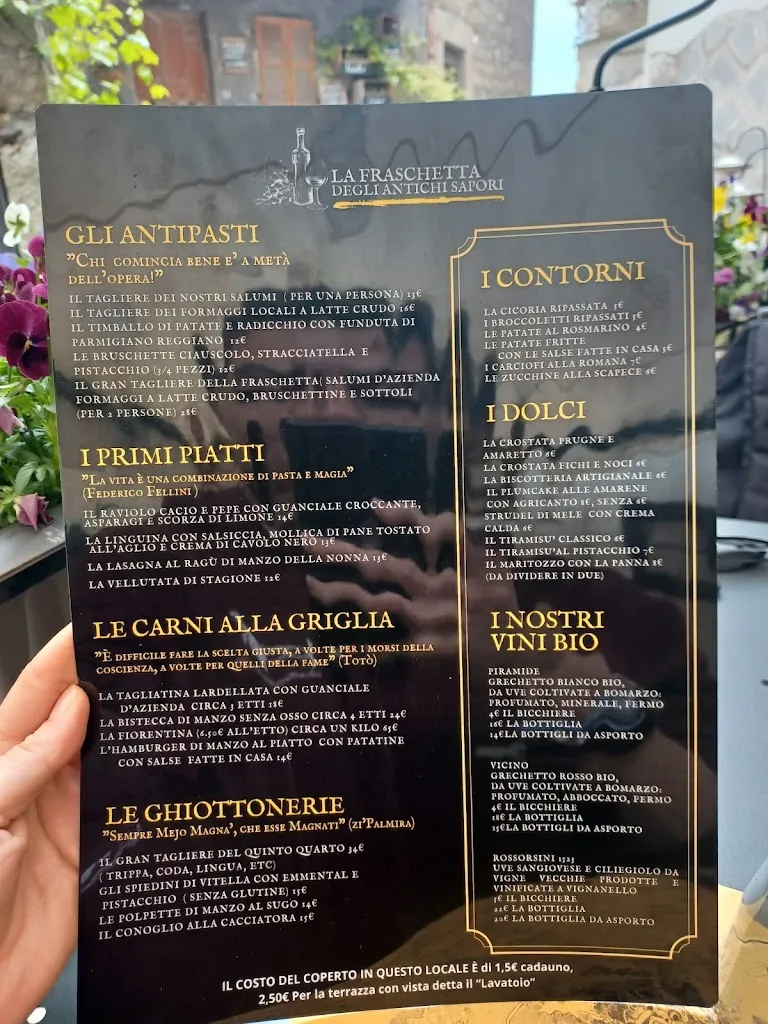 LA FRASCHETTA
DEGLI ANTICHI SAPORI
GLI ANTIPASTI
"CHI COMINCIA BENE E' A METÀ
DELL'OPERA!"
IL TAGLIERE DEI NOSTRI SALUMI ( PER UNA PERSONA) 13€
IL TAGLIERE DEI FORMAGGI LOCALI A LATTE CRUDO 16€
IL TIMBALLO DI PATATE E RADICCHIO CON FUNDUTA DI
PARMIGIANO REGGIANO 12€
LE BRUSCHETTE CIAUSCOLO, STRACCIATELLA E
PISTACCHIO (3/4 PEZZI) 12€
IL GRAN TAGLIERE DELLA FRASCHETTA( SALUMI D'AZIENDA
FORMAGGI A LATTE CRUDO, BRUSCHETTINE E SOTTOLI
(PER 2 PERSONE) 28€
I PRIMI PIATTI
"LA VITA È UNA COMBINAZIONE DI PASTA E MAGIA"
(FEDERICO FELLINI )
IL RAVIOLO CACIO E PEPE CON GUANCIALE CROCCANTE,
ASPARAGI E SCORZA DI LIMONE 14€
LA LINGUINA CON SALSICCIA, MOLLICA DI PANE TOSTATO
ALL'AGLIO E CREMA DI CAVOLO NERO 13€
LA LASAGNA AL RAGÙ DI MANZO DELLA NONNA 13€
LA VELLUTATA DI STAGIONE 12€
LE CARNI ALLA GRIGLIA
"È DIFFICILE FARE LA SCELTA GIUSTA, A VOLTE PER I MORSI DELLA
COSCIENZA, A VOLTE PER QUELLI DELLA FAME" (TOTÒ)
LA TAGLIATINA LARDELLATA CON GUANCIALE
D'AZIENDA CIRCA 3 ETTI 18€
LA BISTECCA DI MANZO SENZA OSSO CIRCA 4 ETTI 24€
LA FIORENTINA (6.50€ ALL'ETTO) CIRCA UN KILO 65€
L'HAMBURGER DI MANZO AL PIATTO CON PATATINE
CON SALSE FATTE IN CASA 14€
LE GHIOTTONERIE
"SEMPRE MEJO MAGNA', CHE ESSE MAGNATI" (ZI'PALMIRA)
IL GRAN TAGLIERE DEL QUINTO QUARTO 34€
( TRIPPA, CODA, LINGUA, ETC)
GLI SPIEDINI DI VITELLA CON EMMENTAL E
PISTACCHIO ( SENZA GLUTINE) 15€
LE POLPETTE DI MANZO AL SUGO 14€
IL CONOGLIO ALLA CACCIATORA 15€
I CONTORNI
LA CICORIA RIPASSATA 5€
I BROCCOLETTI RIPASSATI 5€
LE PATATE AL ROSMARINO 4€
LE PATATE FRITTE
CON LE SALSE FATTE IN CASA 5€
I CARCIOFI ALLA ROMANA 7€
LE ZUCCHINE ALLA SCAPECE 6€
I DOLCI
LA CROSTATA PRUGNE E
AMARETTO 6€
LA CROSTATA FICHI E NOCI 6€
LA BISCOTTERIA ARTIGIANALE 6€
IL PLUMCAKE ALLE AMARENE
CON AGRICANTO 8€, SENZA 6€
STRUDEL DI MELE CON CREMA
CALDA 6€
IL TIRAMISU' CLASSICO 6€
IL TIRAMISU'AL PISTACCHIO 7€
IL MARITOZZO CON LA PANNA 8€
(DA DIVIDERE IN DUE)
I NOSTRI
VINI BIO
PIRAMIDE
GRECHETTO BIANCO BIO,
DA UVE COLTIVATE A BOMARZO:
PROFUMATO, MINERALE, FERMO
4€ IL BICCHIERE
16€ LA BOTTIGLIA
14€LA BOTTIGLI DA ASPORTO
VICINO
GRECHETTO ROSSO BIO,
DA UVE COLTIVATE A BOMARZO:
PROFUMATO, ABBOCCATO, FERMO
4€ IL BICCHIERE
18€ LA BOTTIGLIA
15€LA BOTTIGLI DA ASPORTO
ROSSORSINI 1523
UVE SANGIOVESE E CILIEGIOLO DA
VIGNE VECCHIE PRODOTTE E
VINIFICATE A VIGNANELLO
5€ IL BICCHIERE
22€ LA BOTTIGLIA
20€ LA BOTTIGLIA DA ASPORTO
IL COSTO DEL COPERTO IN QUESTO LOCALE È di 1,5€ cadauno,
2,50€ Per la terrazza con vista detta il "Lavatoio"